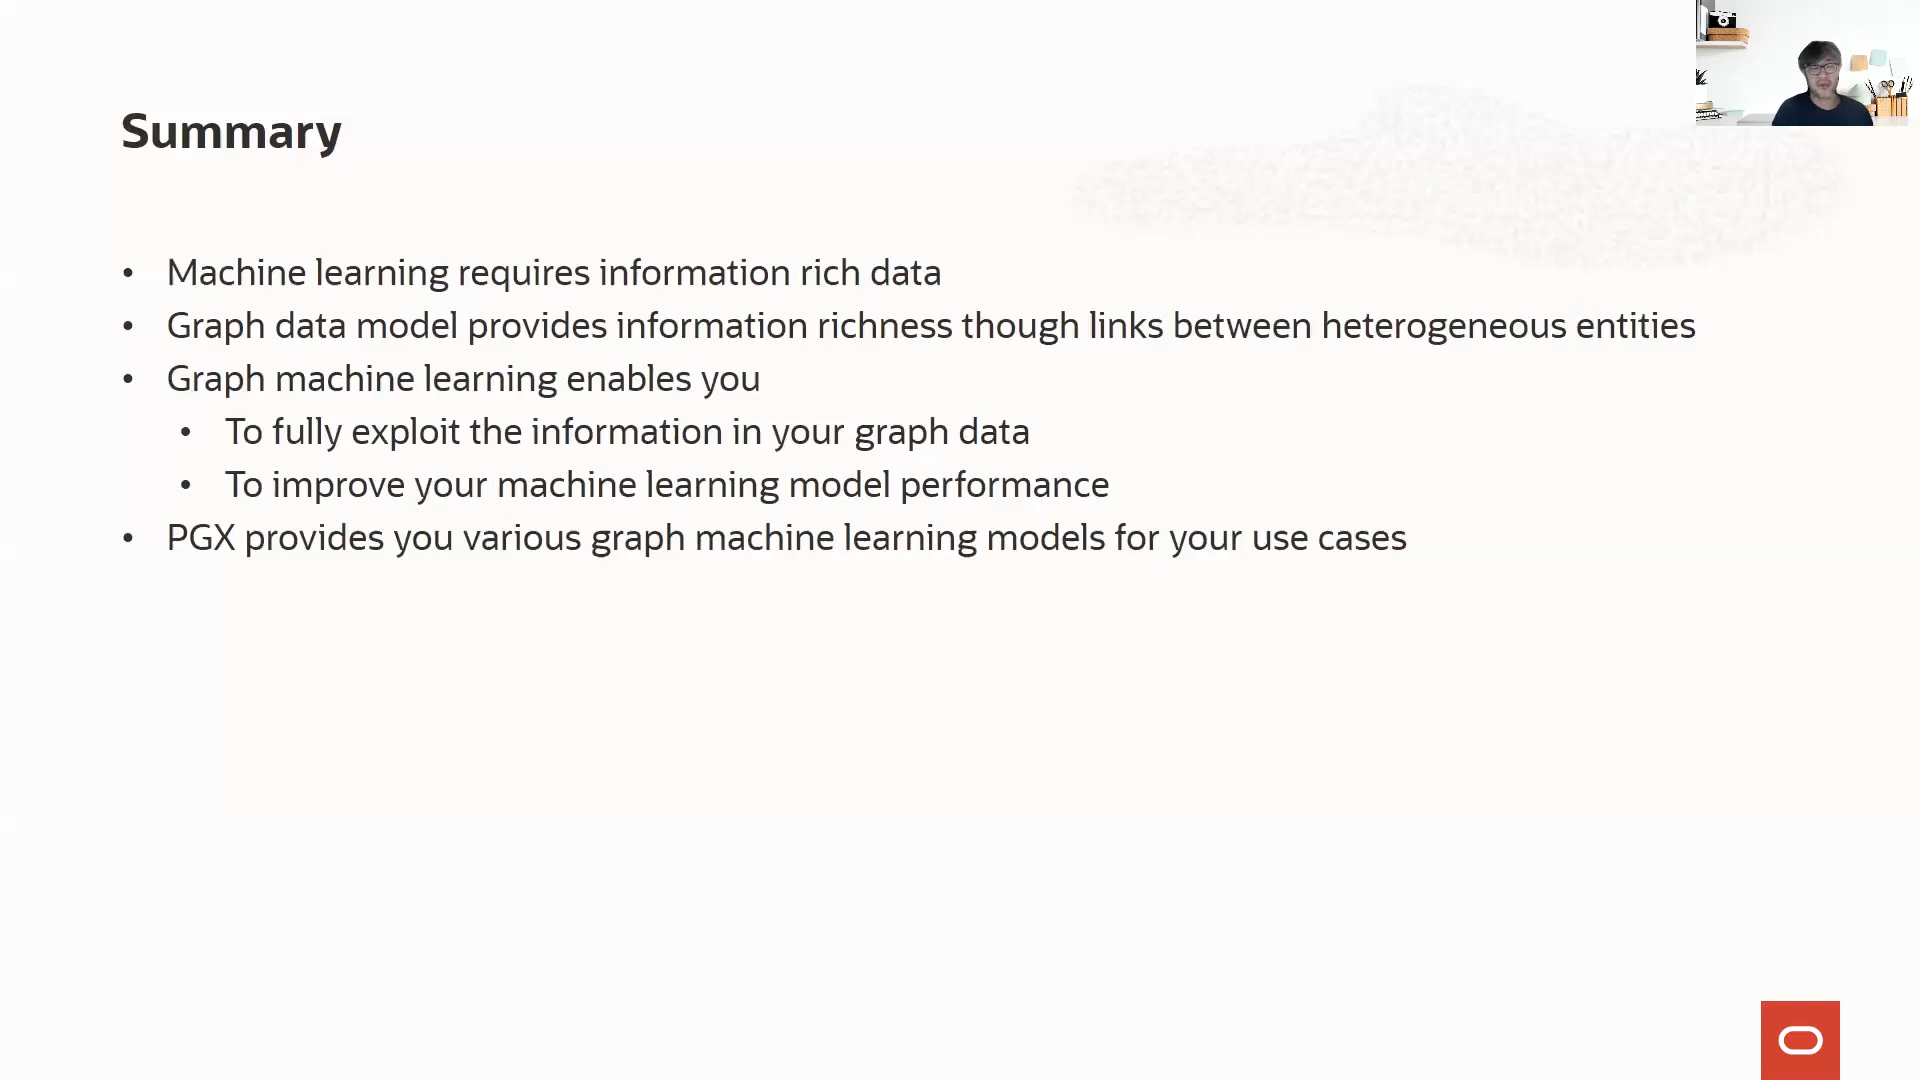 Summary
• Machine learning requires information rich data
• Graph data model provides information richness though links between heterogeneous entities
• Graph machine learning enables you
• To fully exploit the information in your graph data
• To improve your machine learning model performance
• PGX provides you various graph machine learning models for your use cases